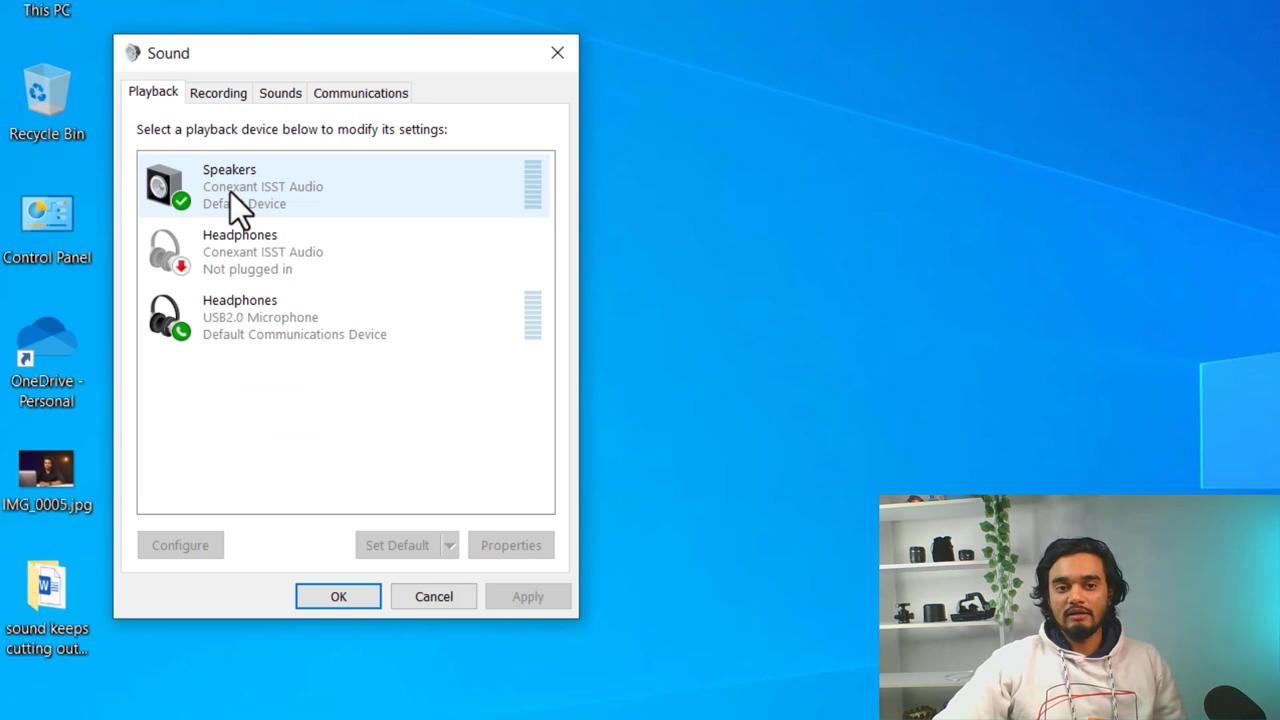 This PC
Recycle Bin
Control Panel
OneDrive -
Personal
IMG_0005.jpg
sound keeps
cutting out...
Sound
Playback
Recording
Sounds
Communications
Select a playback device below to modify its settings:
Speakers
Conexant ISST Audio
Default Device
Headphones
Conexant ISST Audio
Not plugged in
Headphones
USB2.0 Microphone
Default Communications Device
Configure
Set Default
Properties
OK
Cancel
Apply